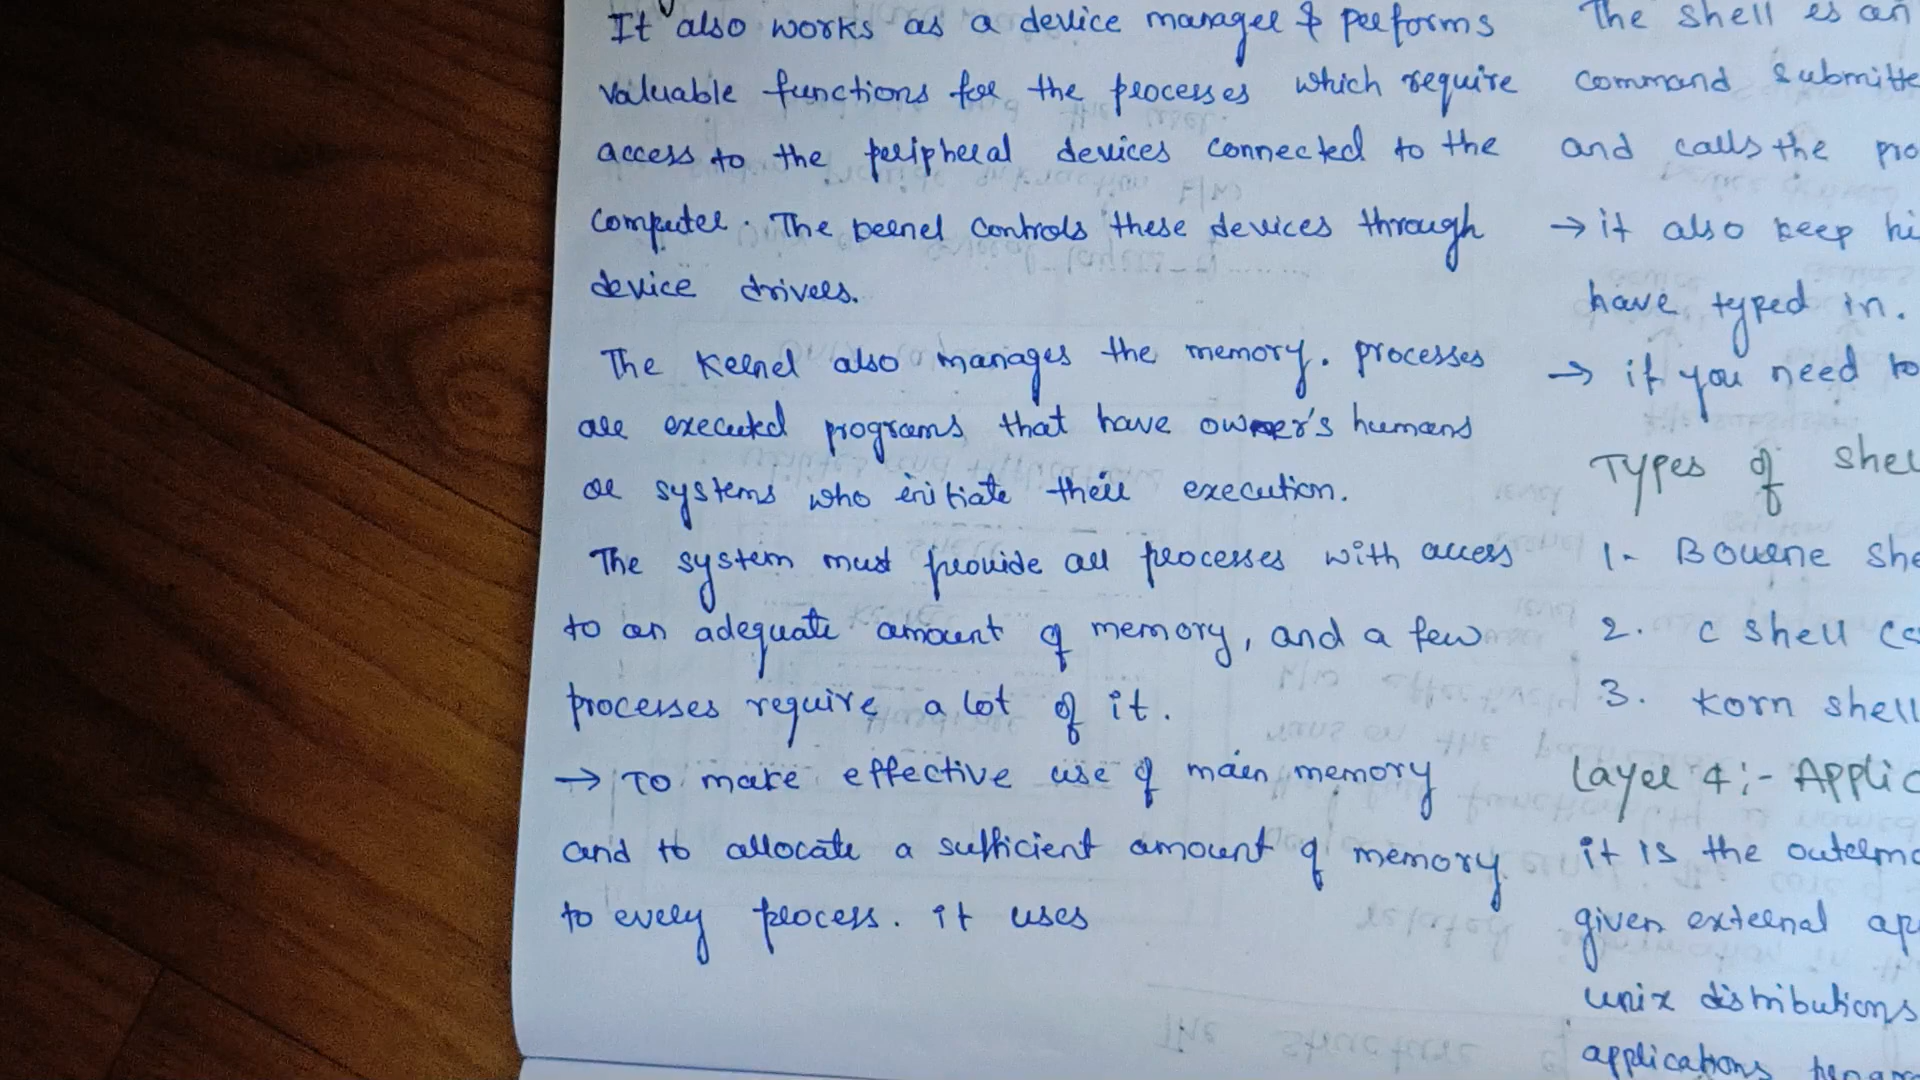 It also works as a device manager & performs
valuable functions for the processes which require
access to the peripheral devices connected to the
computer. The beenel controls these devices through
device drivers.
The Kernel also manages the memory. processes
are executed programs that have owner's humans
or systems who initiate their execution.
The system must provide all processes with access
to an adequate amount of memory, and a few
processes require a lot of it.
→ To make effective use of main memory
and to allocate a sufficient amount of memory
to every process. it uses
The shell is an
command submitte
and calls the pro
→ it also keep hi
have typed in.
→ if you need to
Types of shel
1- Bourne she
2. C shell (c
3. Korn shell
Layer 4:- Applic
it is the outermo
given external ap
unix distributions
applications